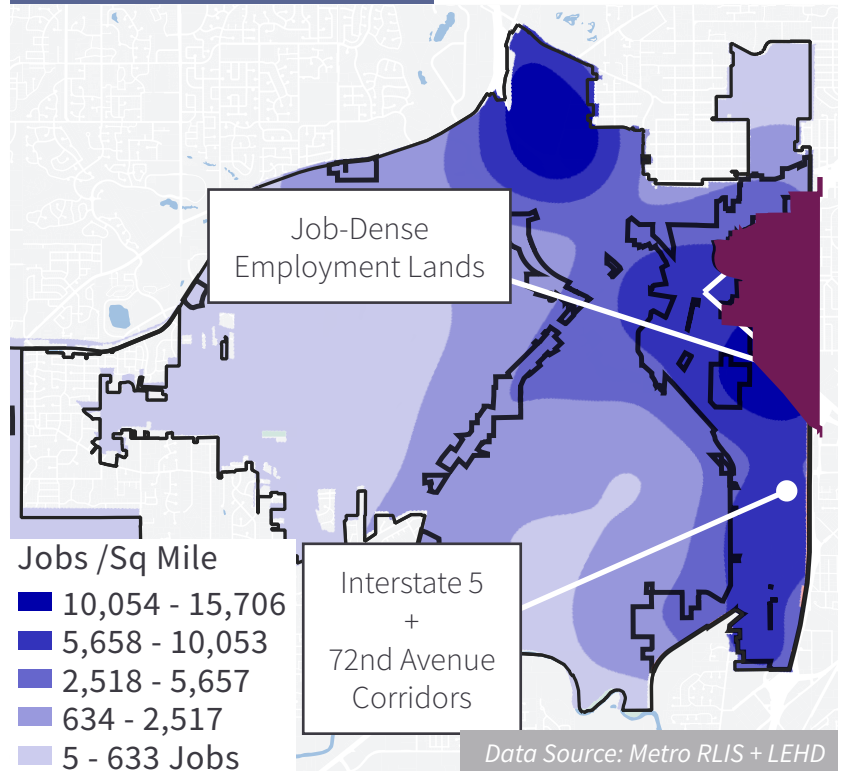 Job-Dense
Employment Lands
Jobs /Sq Mile
10,054 - 15,706
5,658 - 10,053
2,518 - 5,657
634 - 2,517
5 - 633 Jobs
Interstate 5
+
72nd Avenue
Corridors
Data Source: Metro RLIS + LEHD